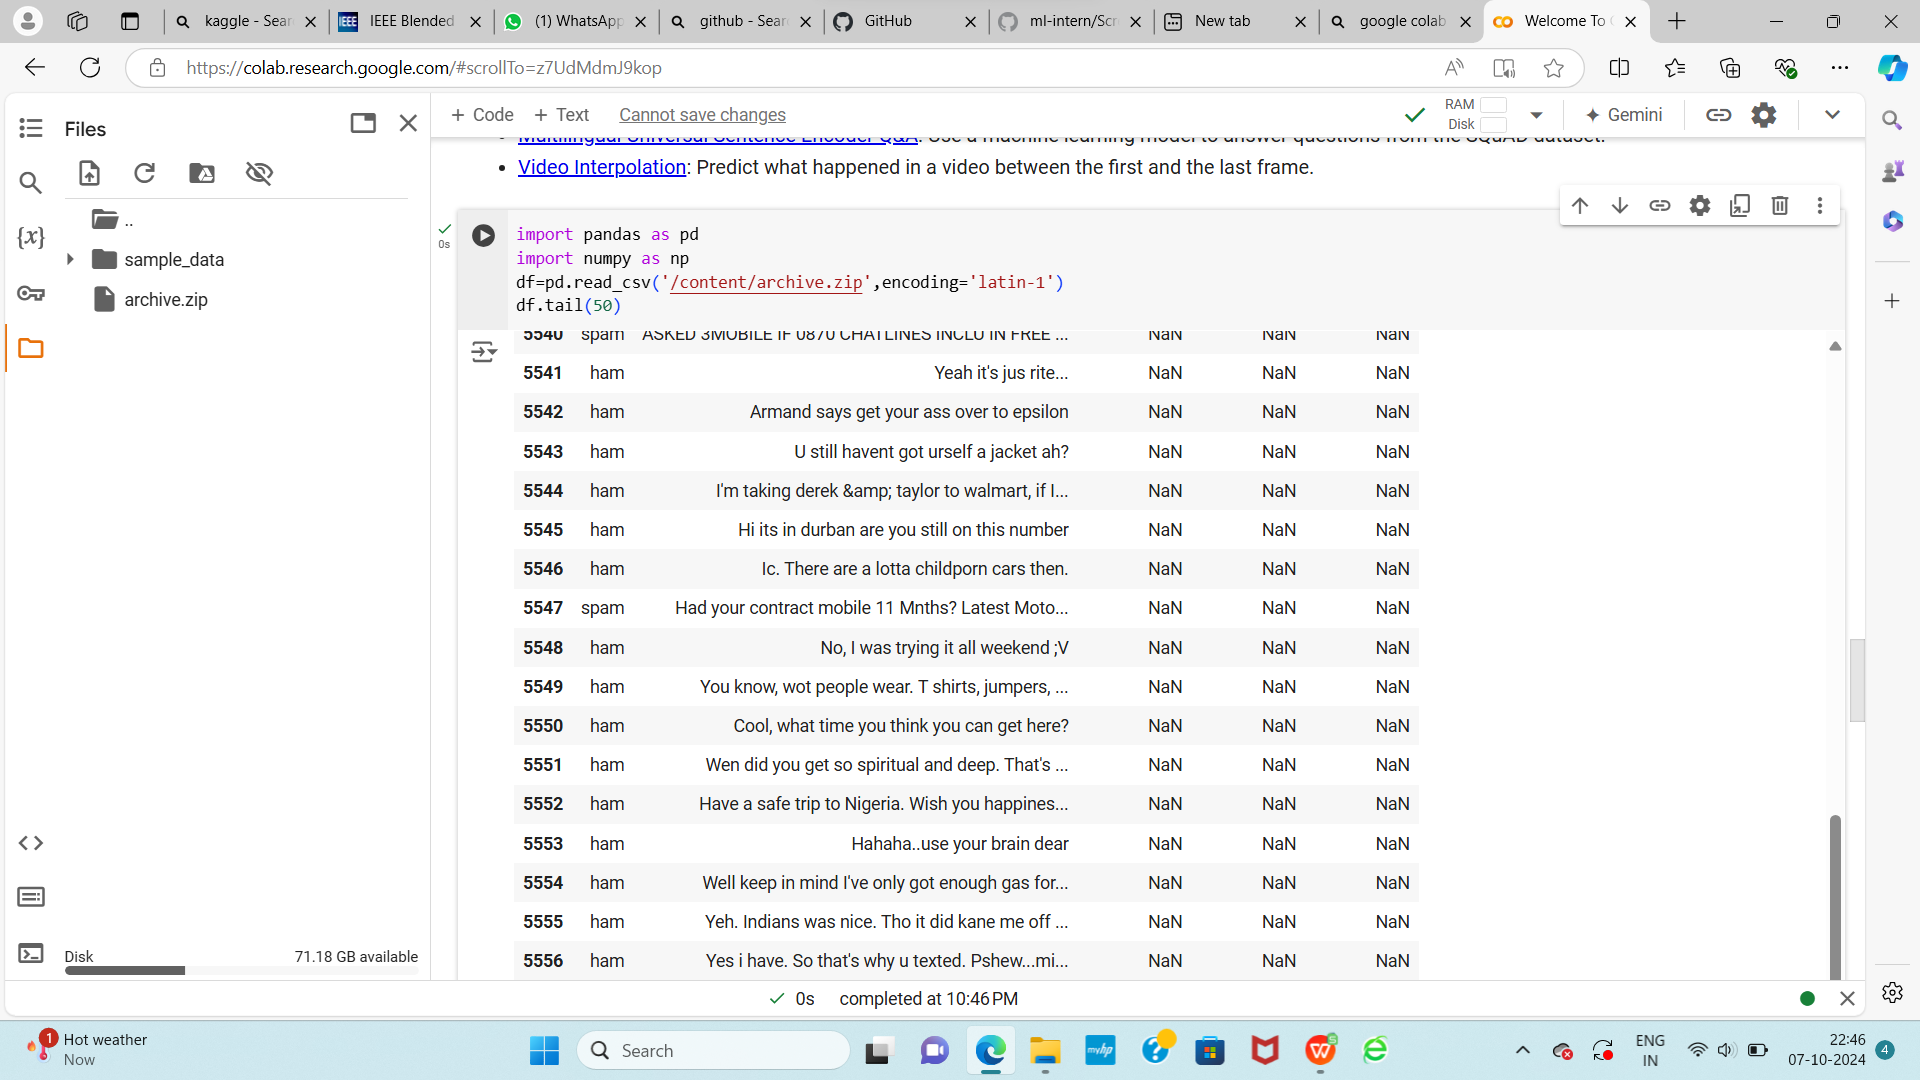 kaggle - Sear
IEEE Blended
(1) WhatsApp
github - Sear
GitHub
ml-intern/Scr
New tab
google colab
Welcome To C
https://colab.research.google.com/#scrollTo=z7UdMdmJ9kop
Files
+ Code + Text Cannot save changes
RAM
Disk
Gemini
..
sample_data
archive.zip
Multilingual Universal Sentence Encoder Q&A: Use a machine learning model to answer questions from the SQuAD dataset.
• Video Interpolation: Predict what happened in a video between the first and the last frame.
0s
import pandas as pd
import numpy as np
df=pd.read_csv('/content/archive.zip',encoding='latin-1')
df.tail(50)
5540 spam ASKED 3MOBILE IF 0870 CHATLINES INCLU IN FREE ... NaN NaN NaN
5541 ham Yeah it's jus rite... NaN NaN NaN
5542 ham Armand says get your ass over to epsilon NaN NaN NaN
5543 ham U still havent got urself a jacket ah? NaN NaN NaN
5544 ham I'm taking derek &amp; taylor to walmart, if I... NaN NaN NaN
5545 ham Hi its in durban are you still on this number NaN NaN NaN
5546 ham Ic. There are a lotta childporn cars then. NaN NaN NaN
5547 spam Had your contract mobile 11 Mnths? Latest Moto... NaN NaN NaN
5548 ham No, I was trying it all weekend ;V NaN NaN NaN
5549 ham You know, wot people wear. T shirts, jumpers, ... NaN NaN NaN
5550 ham Cool, what time you think you can get here? NaN NaN NaN
5551 ham Wen did you get so spiritual and deep. That's ... NaN NaN NaN
5552 ham Have a safe trip to Nigeria. Wish you happines... NaN NaN NaN
5553 ham Hahaha..use your brain dear NaN NaN NaN
5554 ham Well keep in mind I've only got enough gas for... NaN NaN NaN
5555 ham Yeh. Indians was nice. Tho it did kane me off ... NaN NaN NaN
5556 ham Yes i have. So that's why u texted. Pshew...mi... NaN NaN NaN
Disk 71.18 GB available
0s completed at 10:46 PM
1
Hot weather
Now
Search
myhp
ENG
IN
22:46
07-10-2024
4